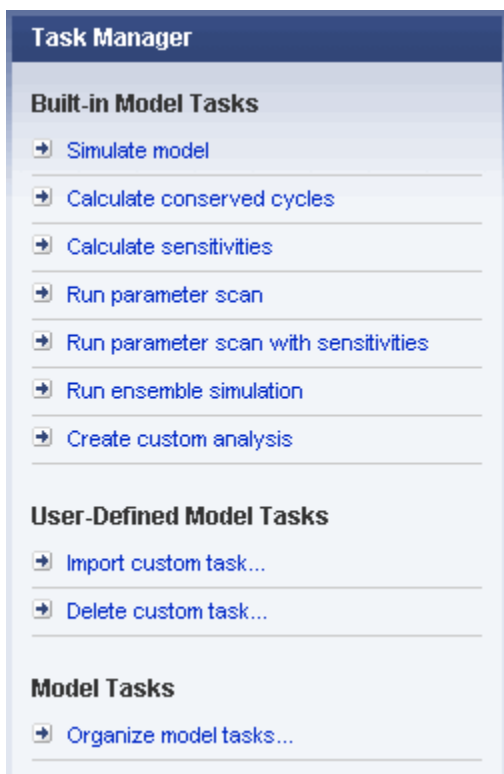 Task Manager
Built-in Model Tasks
Simulate model
Calculate conserved cycles
Calculate sensitivities
Run parameter scan
Run parameter scan with sensitivities
Run ensemble simulation
Create custom analysis
User-Defined Model Tasks
Import custom task...
Delete custom task...
Model Tasks
Organize model tasks...